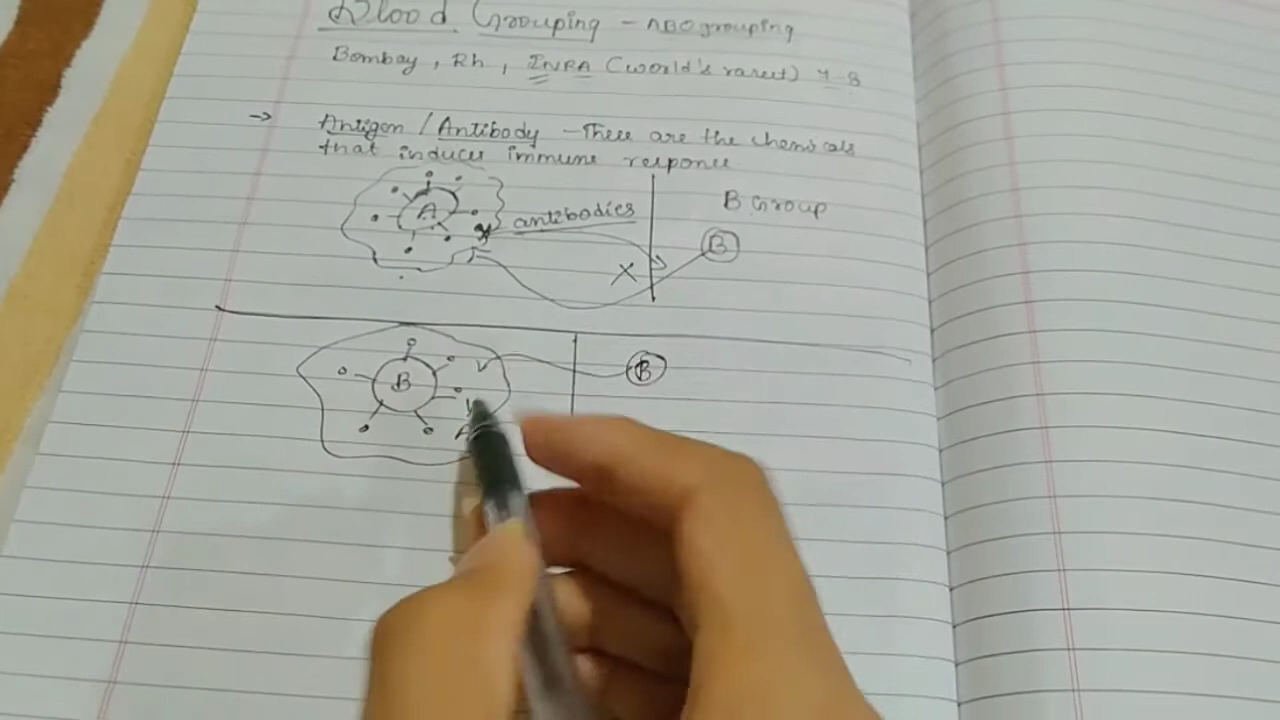 Blood Grouping - ABO grouping
Bombay, Rh, INRA (world's rarest) 7-8
→ Antigen / Antibody - These are the chemicals
that induces immune response
A
antibodies
B Group
B
X
B
B
A